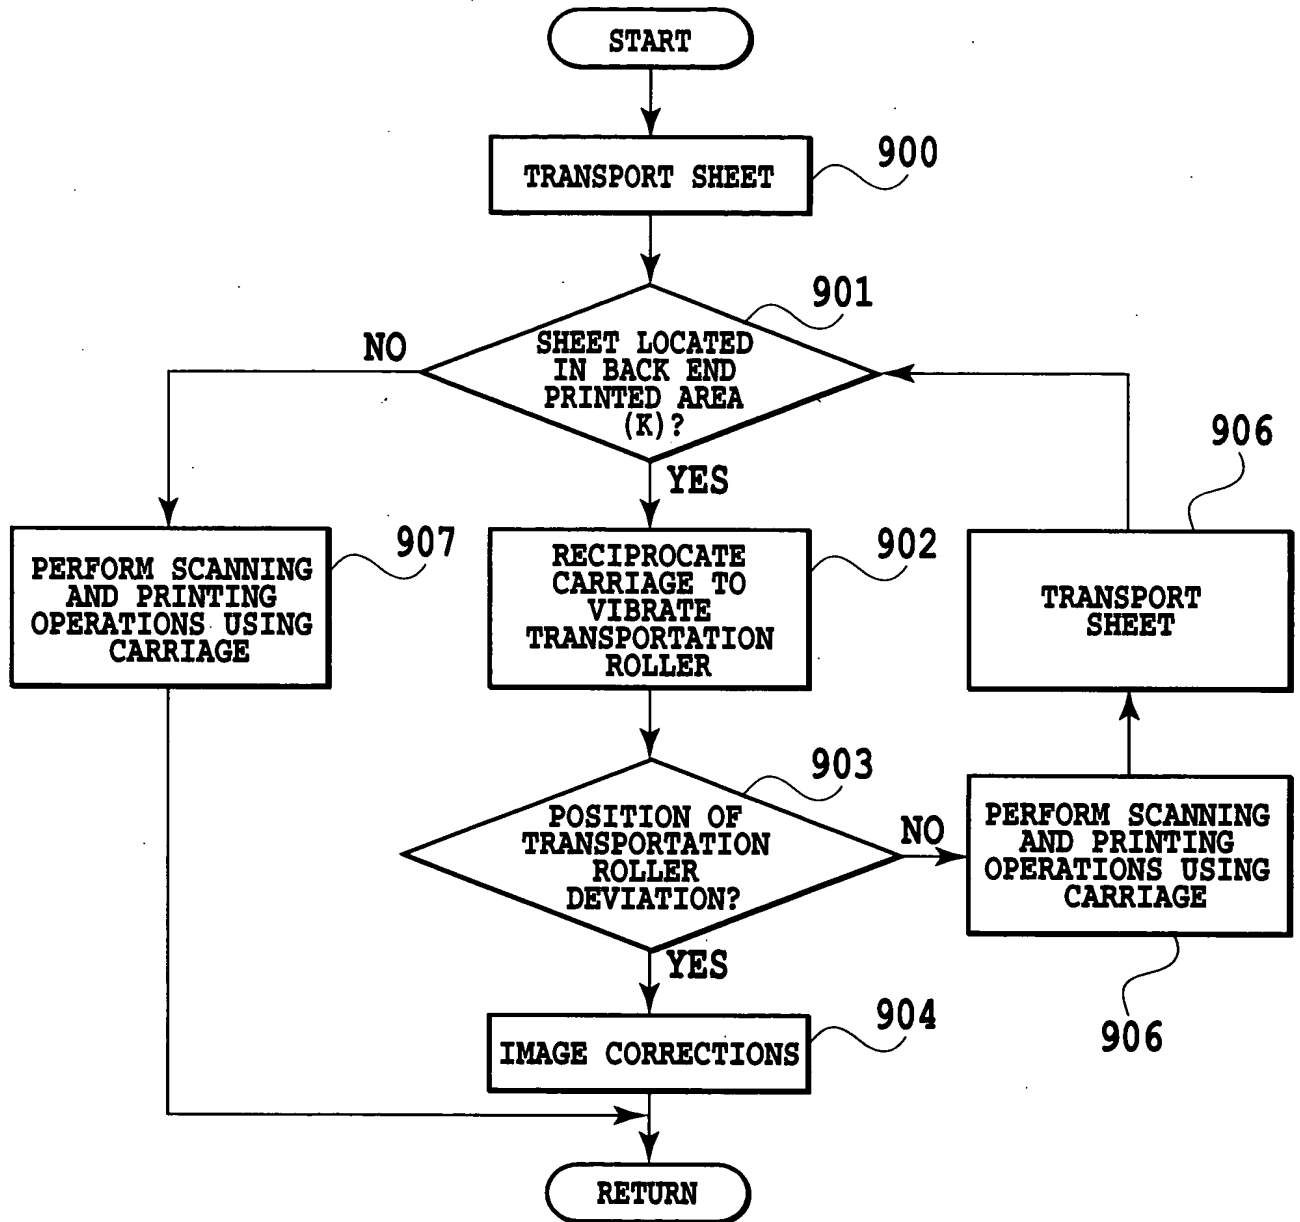 START
TRANSPORT SHEET
900
901
SHEET LOCATED
IN BACK END
PRINTED AREA
(K)?
NO
YES
907
PERFORM SCANNING
AND PRINTING
OPERATIONS USING
CARRIAGE
902
RECIPROCATE
CARRIAGE TO
VIBRATE
TRANSPORTATION
ROLLER
906
TRANSPORT
SHEET
903
POSITION OF
TRANSPORTATION
ROLLER
DEVIATION?
NO
YES
PERFORM SCANNING
AND PRINTING
OPERATIONS USING
CARRIAGE
906
904
IMAGE CORRECTIONS
RETURN